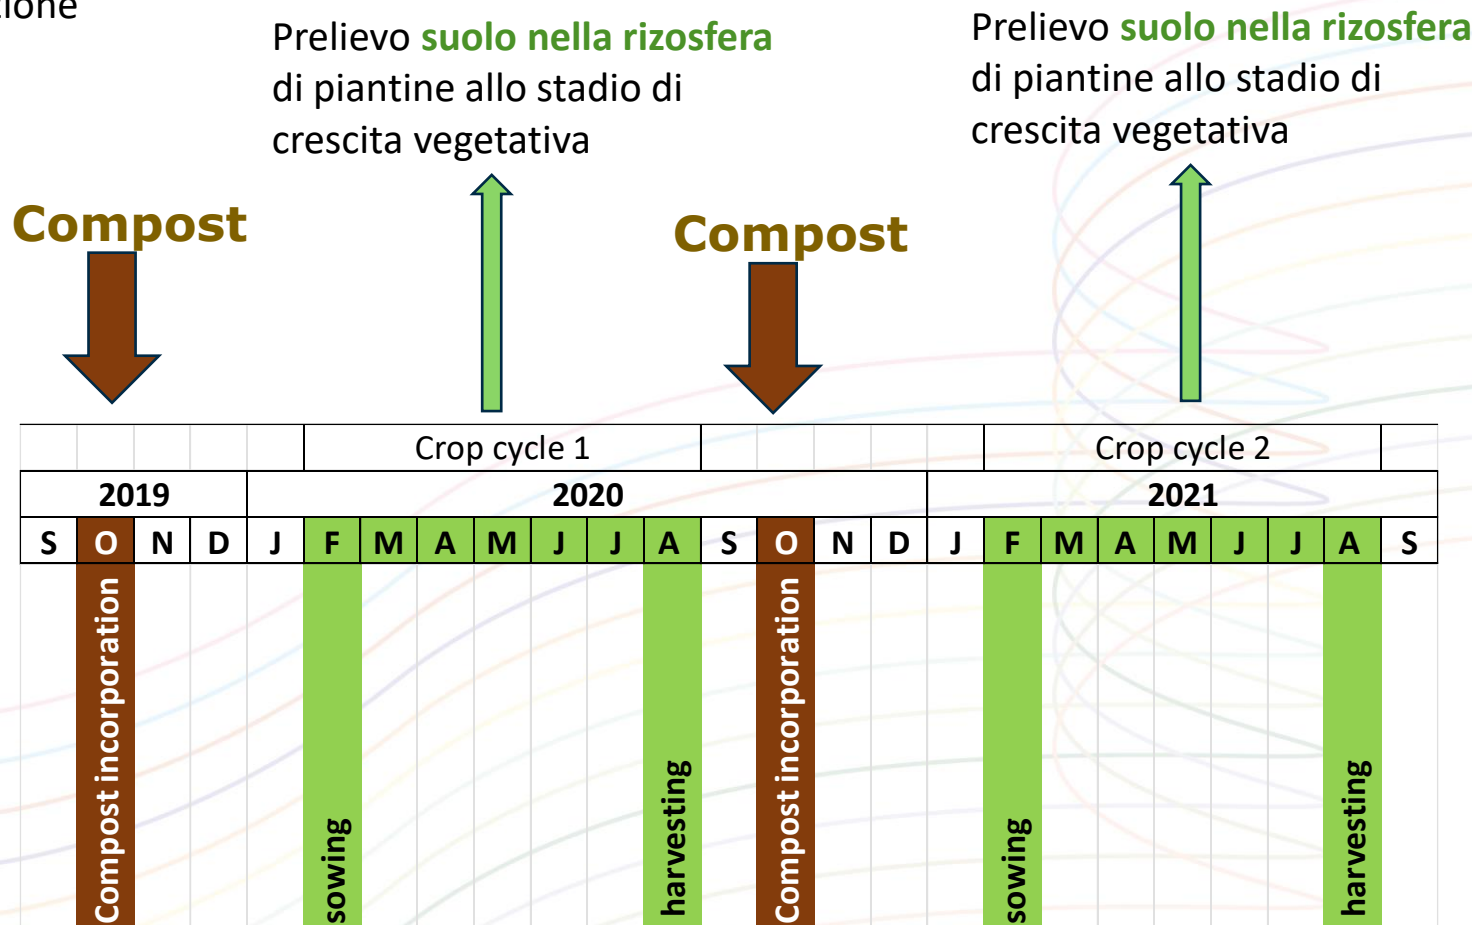 Prelievo suolo nella rizosfera
di piantine allo stadio di
crescita vegetativa
Prelievo suolo nella rizosfera
di piantine allo stadio di
crescita vegetativa
Compost
Compost
Crop cycle 1
Crop cycle 2
2019
2020
2021
S O N D J F M A M J J A S O N D J F M A M J J A S
Compost incorporation
sowing
harvesting
Compost incorporation
sowing
harvesting